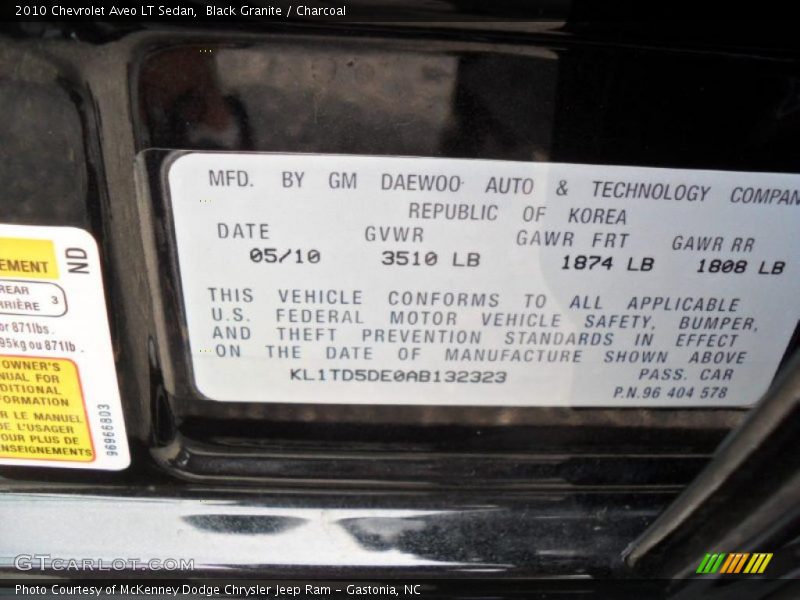 2010 Chevrolet Aveo LT Sedan, Black Granite / Charcoal
MFD. BY GM DAEWOO AUTO & TECHNOLOGY COMPAN
REPUBLIC OF KOREA
DATE GVWR GAWR FRT GAWR RR
05/10 3510 LB 1874 LB 1808 LB
THIS VEHICLE CONFORMS TO ALL APPLICABLE
U.S. FEDERAL MOTOR VEHICLE SAFETY, BUMPER,
AND THEFT PREVENTION STANDARDS IN EFFECT
ON THE DATE OF MANUFACTURE SHOWN ABOVE
KL1TD5DE0AB132323 PASS. CAR
P.N.96 404 578
EMENT
ND
REAR
RRIÈRE 3
or 871lbs.
95kg ou 871lb.
OWNER'S
NUAL FOR
DITIONAL
FORMATION
R LE MANUEL
DE L'USAGER
OUR PLUS DE
ENSEIGNEMENTS
96966803
GTCarLot.com
Photo Courtesy of McKenney Dodge Chrysler Jeep Ram - Gastonia, NC